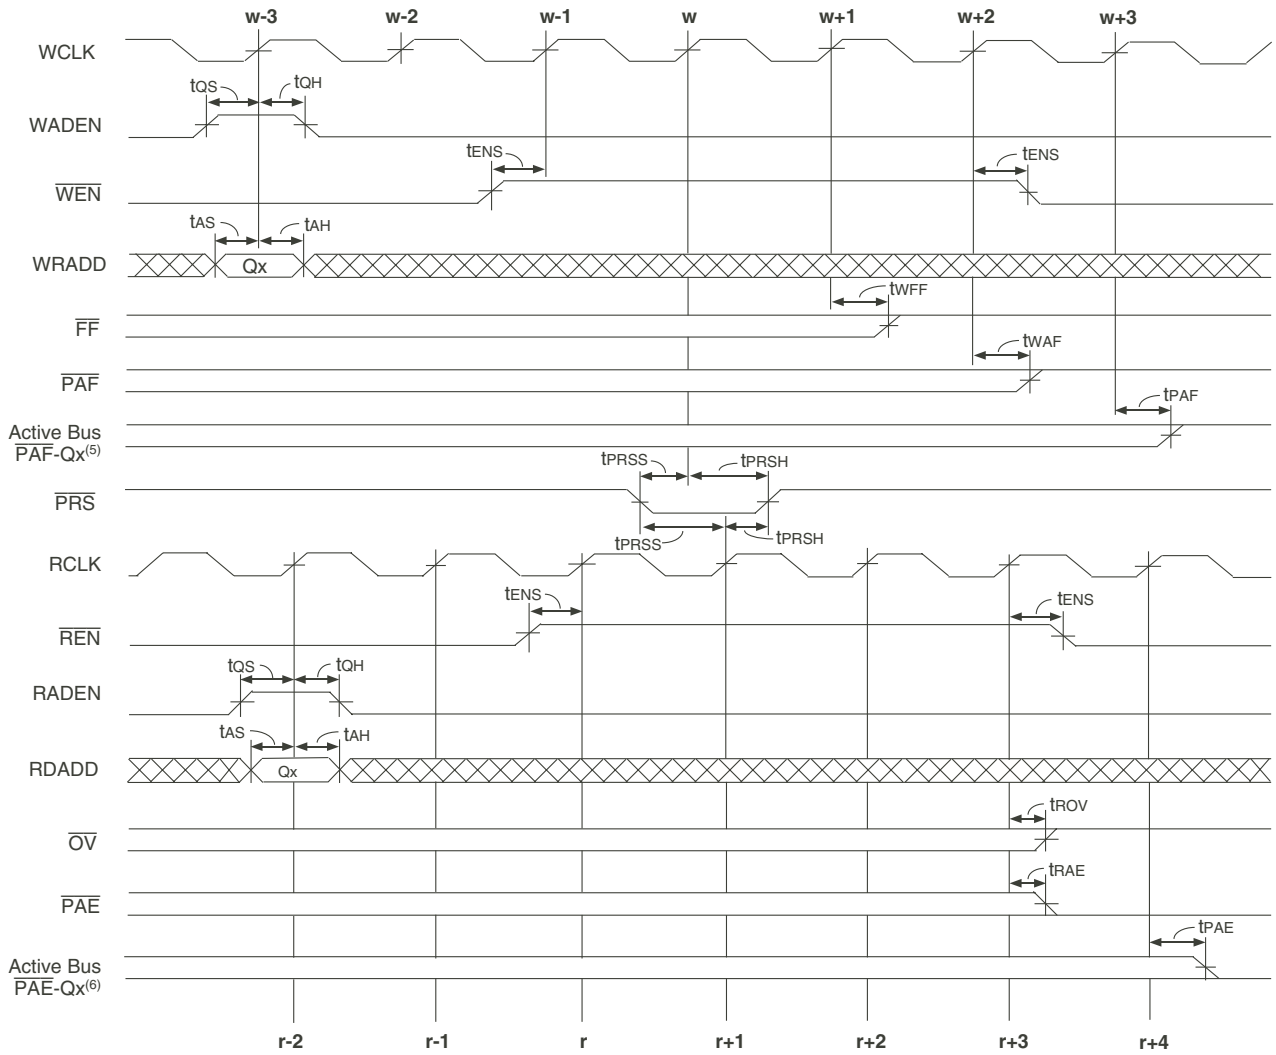 w-3 w-2 w-1 w w+1 w+2 w+3
WCLK
tQS tQH
WADEN
tENS tENS
WEN
tAS tAH
WRADD Qx
tWFF
FF
tWAF
PAF
tPAF
Active Bus
PAF-Qx(5)
tPRSS tPRSH
PRS
tPRSS tPRSH
RCLK
tENS tENS
REN
tQS tQH
RADEN
tAS tAH
RDADD Qx
tROV
OV
tRAE
PAE
tPAE
Active Bus
PAE-Qx(6)
r-2 r-1 r r+1 r+2 r+3 r+4